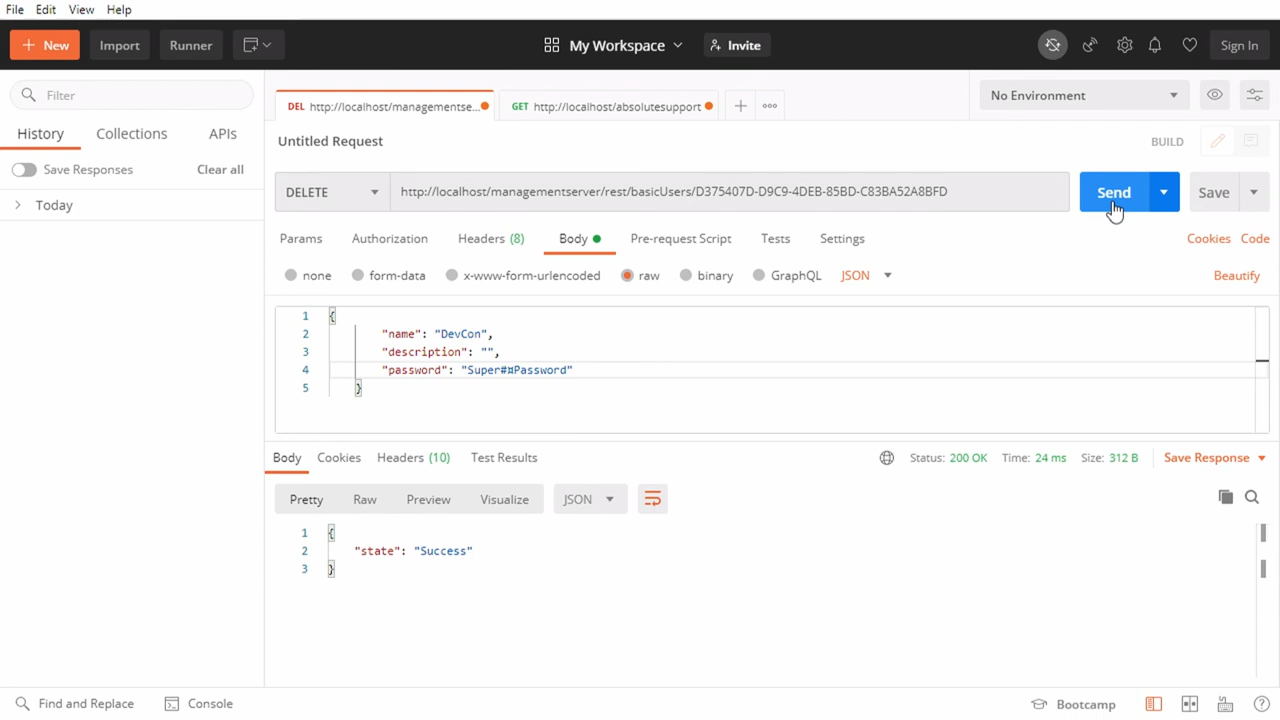 File Edit View Help
+ New Import Runner My Workspace Invite Sign In
Filter
DEL http://localhost/managementse... GET http://localhost/absolutesupport + ooo No Environment
History Collections APIs
Untitled Request BUILD
Save Responses Clear all
DELETE http://localhost/managementserver/rest/basicUsers/D375407D-D9C9-4DEB-85BD-C83BA52A8BFD Send Save
Today
Params Authorization Headers (8) Body Pre-request Script Tests Settings Cookies Code
none form-data x-www-form-urlencoded raw binary GraphQL JSON Beautify
1 {
2 "name": "DevCon",
3 "description": "",
4 "password": "Super#¤Password"
5 }
Body Cookies Headers (10) Test Results Status: 200 OK Time: 24 ms Size: 312 B Save Response
Pretty Raw Preview Visualize JSON
1 {
2 "state": "Success"
3 }
Find and Replace Console Bootcamp ?